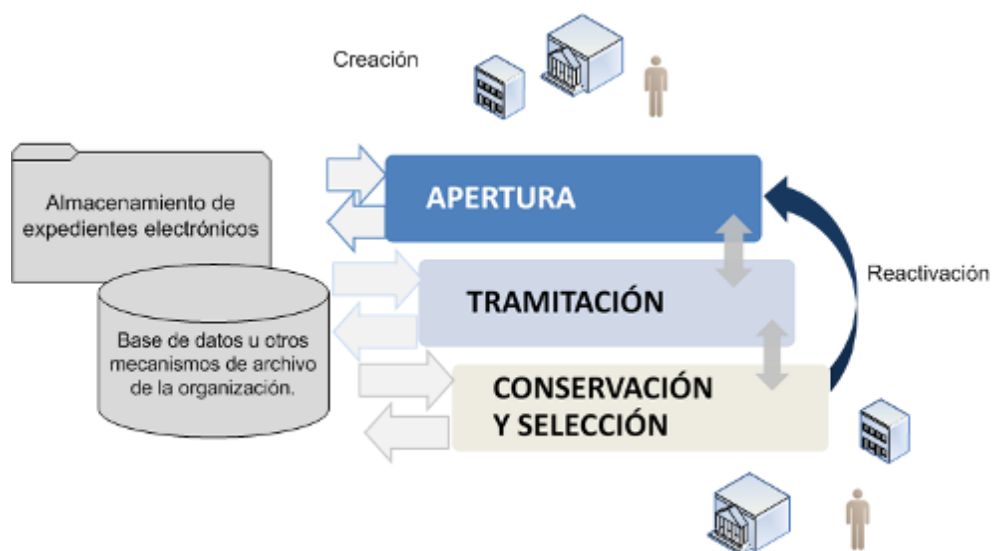 Creación
Almacenamiento de
expedientes electrónicos
APERTURA
Reactivación
TRAMITACIÓN
Base de datos u otros
mecanismos de archivo
de la organización.
CONSERVACIÓN
Y SELECCIÓN